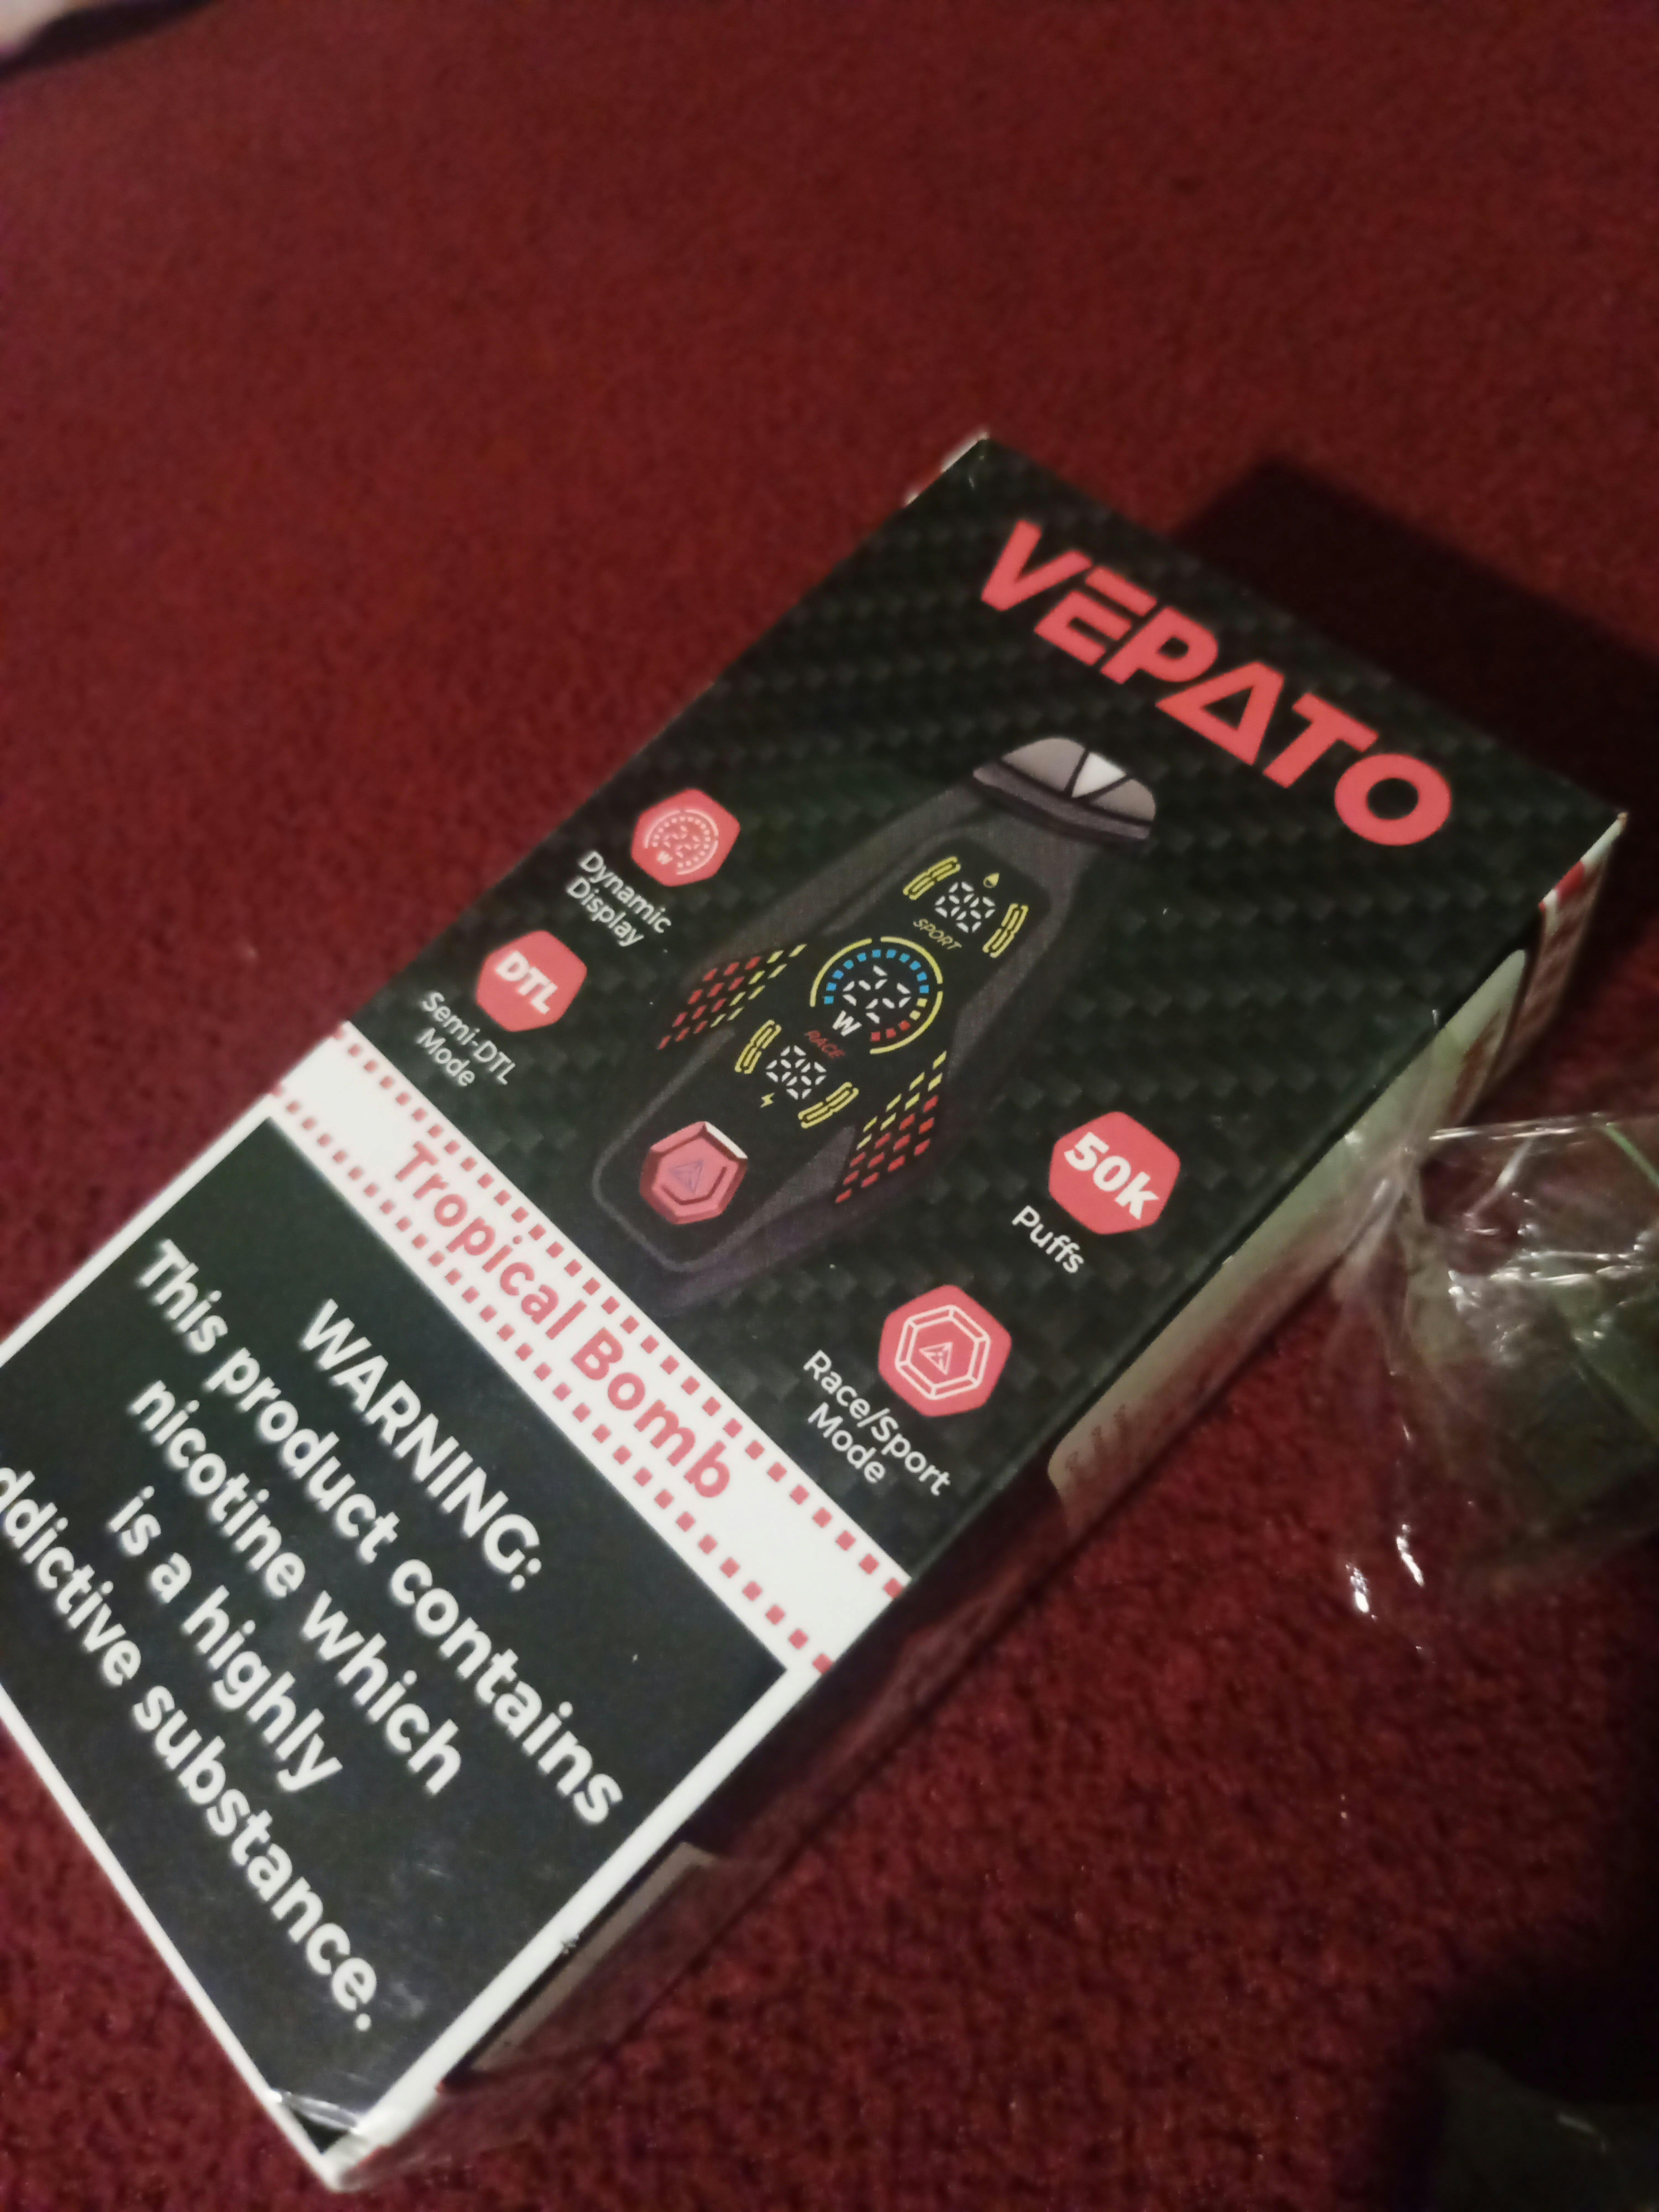 VEPATO
Dynamic
Display
DTL
Semi-DTL
Mode
SPORT
W
RACE
50k
Puffs
Race/Sport
Mode
Tropical Bomb
WARNING:
This product contains
nicotine which
is a highly
ddictive substance.